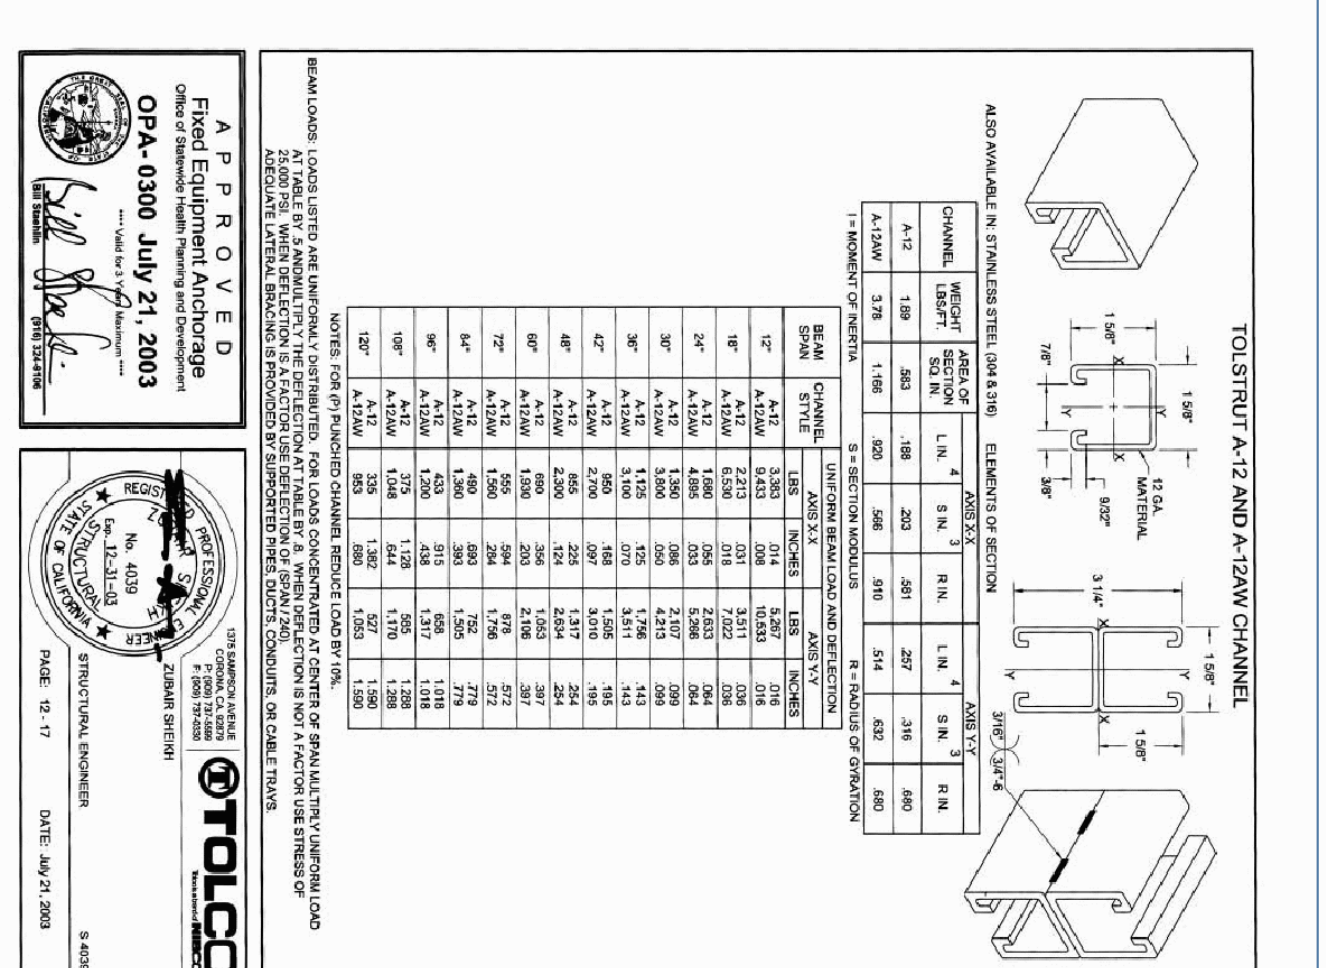 TOLSTRUT A-12 AND A-12AW CHANNEL
1 5/8"
1 5/8"
7/8"
3/8"
9/32"
12 GA.
MATERIAL
X
X
Y
Y
3 1/4"
1 5/8"
1 5/8"
X
X
Y
Y
3/16"
3/4"-6
ALSO AVAILABLE IN: STAINLESS STEEL (304 & 316) ELEMENTS OF SECTION
CHANNEL WEIGHT LBS/FT. AREA OF SECTION SQ. IN. AXIS X-X AXIS Y-Y
I IN. 4 S IN. 3 R IN. I IN. 4 S IN. 3 R IN.
A-12 1.89 .583 .188 .203 .581 .257 .316 .680
A-12AW 3.78 1.166 .920 .566 .910 .514 .632 .680
I = MOMENT OF INERTIA S = SECTION MODULUS R = RADIUS OF GYRATION
BEAM SPAN CHANNEL STYLE UNIFORM BEAM LOAD AND DEFLECTION
AXIS X-X AXIS Y-Y
LBS INCHES LBS INCHES
12" A-12 3,383 .014 5,267 .016
A-12AW 9,433 .008 10,533 .016
18" A-12 2,213 .031 3,511 .036
A-12AW 6,530 .018 7,022 .036
24" A-12 1,680 .055 2,633 .064
A-12AW 4,885 .033 5,266 .064
30" A-12 1,350 .086 2,107 .099
A-12AW 3,800 .050 4,213 .099
36" A-12 1,125 .125 1,756 .143
A-12AW 3,100 .070 3,511 .143
42" A-12 950 .168 1,505 .195
A-12AW 2,700 .097 3,010 .195
48" A-12 855 .225 1,317 .254
A-12AW 2,300 .124 2,634 .254
60" A-12 690 .356 1,053 .397
A-12AW 1,930 .203 2,106 .397
72" A-12 555 .594 878 .572
A-12AW 1,560 .284 1,756 .572
84" A-12 490 .693 752 .779
A-12AW 1,360 .393 1,505 .779
96" A-12 433 .915 658 1.018
A-12AW 1,200 .438 1,317 1.018
108" A-12 375 1.128 585 1.288
A-12AW 1,048 .644 1,170 1.288
120" A-12 335 1.382 527 1.590
A-12AW 953 .680 1,053 1.590
NOTES: FOR (P) PUNCHED CHANNEL REDUCE LOAD BY 10%.
BEAM LOADS: LOADS LISTED ARE UNIFORMLY DISTRIBUTED. FOR LOADS CONCENTRATED AT CENTER OF SPAN MULTIPLY UNIFORM LOAD
AT TABLE BY .5 ANDMULTIPLY THE DEFLECTION AT TABLE BY .8. WHEN DEFLECTION IS NOT A FACTOR USE STRESS OF
25,000 PSI. WHEN DEFLECTION IS A FACTOR USE DEFLECTION OF (SPAN / 240).
ADEQUATE LATERAL BRACING IS PROVIDED BY SUPPORTED PIPES, DUCTS, CONDUITS, OR CABLE TRAYS.
APPROVED
Fixed Equipment Anchorage
Office of Statewide Health Planning and Development
OPA-0300 July 21, 2003
**** Valid for 3 Years Maximum ****
Bill Staehlin (916) 324-9106
REGISTERED PROFESSIONAL ENGINEER
No. 4039
Exp. 12-31-03
STRUCTURAL
STATE OF CALIFORNIA
1375 SAMPSON AVENUE
CORONA, CA. 92879
P: (909) 737-5599
F: (909) 737-0330
TOLCO
ZUBAIR SHEIKH
STRUCTURAL ENGINEER S 4039
PAGE: 12 - 17 DATE: July 21, 2003